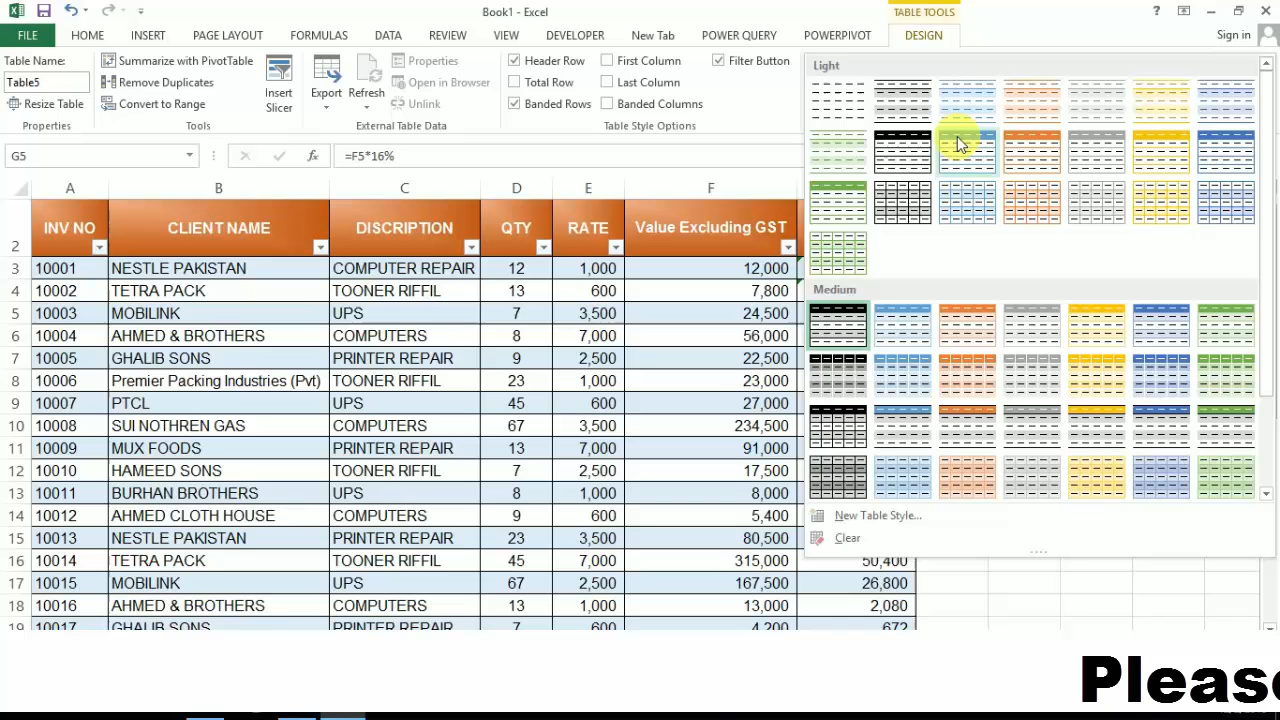 Book1 - Excel
TABLE TOOLS
FILE HOME INSERT PAGE LAYOUT FORMULAS DATA REVIEW VIEW DEVELOPER New Tab POWER QUERY POWERPIVOT DESIGN Sign in
Table Name:
Table5
Resize Table
Properties
Summarize with PivotTable
Remove Duplicates
Convert to Range
Tools
Insert
Slicer
Export
Refresh
Properties
Open in Browser
Unlink
External Table Data
Header Row First Column Filter Button
Total Row Last Column
Banded Rows Banded Columns
Table Style Options
Light
Medium
New Table Style...
Clear
G5 fx =F5*16%
A B C D E F
2 INV NO CLIENT NAME DISCRIPTION QTY RATE Value Excluding GST
3 10001 NESTLE PAKISTAN COMPUTER REPAIR 12 1,000 12,000
4 10002 TETRA PACK TOONER RIFFIL 13 600 7,800
5 10003 MOBILINK UPS 7 3,500 24,500
6 10004 AHMED & BROTHERS COMPUTERS 8 7,000 56,000
7 10005 GHALIB SONS PRINTER REPAIR 9 2,500 22,500
8 10006 Premier Packing Industries (Pvt) TOONER RIFFIL 23 1,000 23,000
9 10007 PTCL UPS 45 600 27,000
10 10008 SUI NOTHREN GAS COMPUTERS 67 3,500 234,500
11 10009 MUX FOODS PRINTER REPAIR 13 7,000 91,000
12 10010 HAMEED SONS TOONER RIFFIL 7 2,500 17,500
13 10011 BURHAN BROTHERS UPS 8 1,000 8,000
14 10012 AHMED CLOTH HOUSE COMPUTERS 9 600 5,400
15 10013 NESTLE PAKISTAN PRINTER REPAIR 23 3,500 80,500
16 10014 TETRA PACK TOONER RIFFIL 45 7,000 315,000 50,400
17 10015 MOBILINK UPS 67 2,500 167,500 26,800
18 10016 AHMED & BROTHERS COMPUTERS 13 1,000 13,000 2,080
19 10017 GHALIB SONS PRINTER REPAIR 7 600 4,200 672
Please